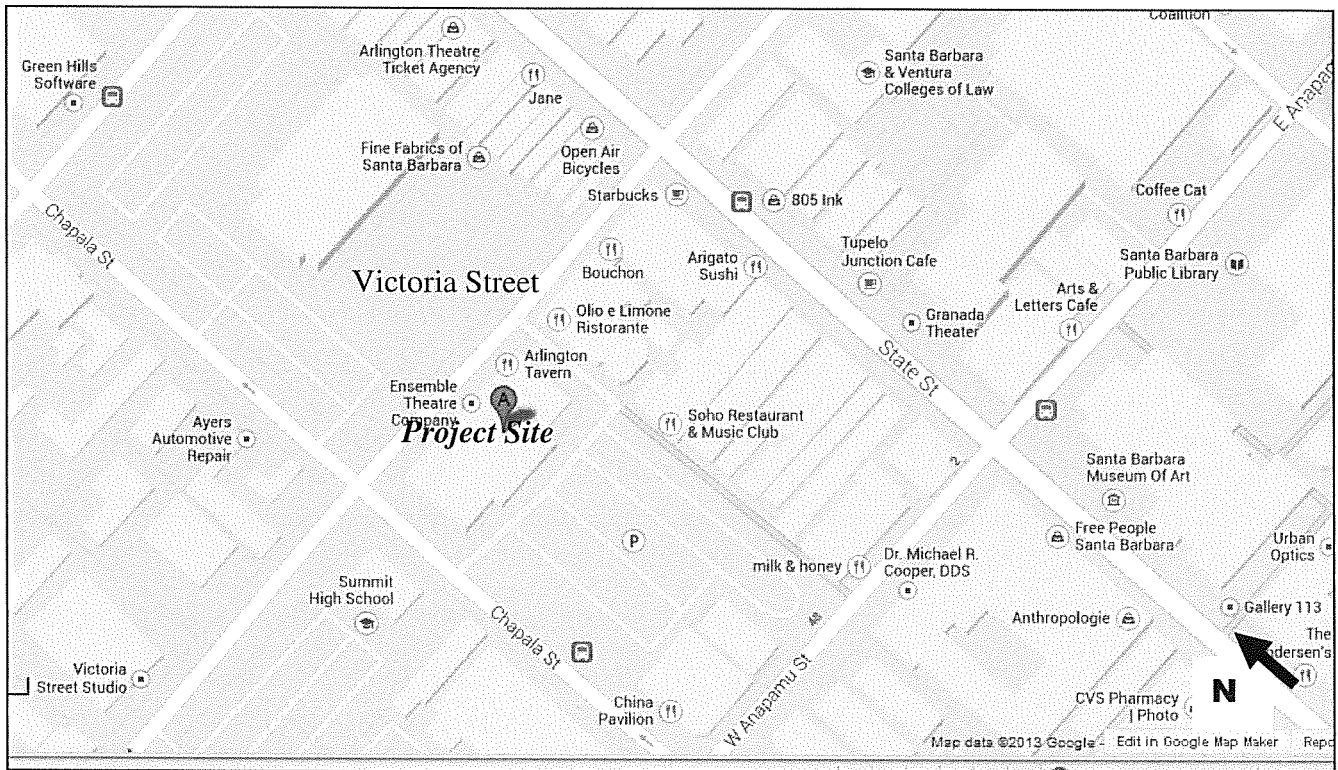 Coalition
Green Hills
Software
Arlington Theatre
Ticket Agency
Jane
Santa Barbara
& Ventura
Colleges of Law
E Anapam
Fine Fabrics of
Santa Barbara
Open Air
Bicycles
Starbucks
805 Ink
Coffee Cat
Chapala St
Victoria Street
Bouchon
Arigato
Sushi
Tupelo
Junction Cafe
Santa Barbara
Public Library
Arts &
Letters Cafe
Olio e Limone
Ristorante
Granada
Theater
State St
Arlington
Tavern
Ensemble
Theatre
Company
A
Project Site
Ayers
Automotive
Repair
Soho Restaurant
& Music Club
2
Santa Barbara
Museum Of Art
P
Free People
Santa Barbara
Urban
Optics
milk & honey
Dr. Michael R.
Cooper, DDS
Summit
High School
Chapala St
48
Anthropologie
Gallery 113
The
ndersen's
Victoria
Street Studio
China
Pavilion
W Anapamu St
CVS Pharmacy
| Photo
N
Map data ©2013 Google - Edit in Google Map Maker Repo